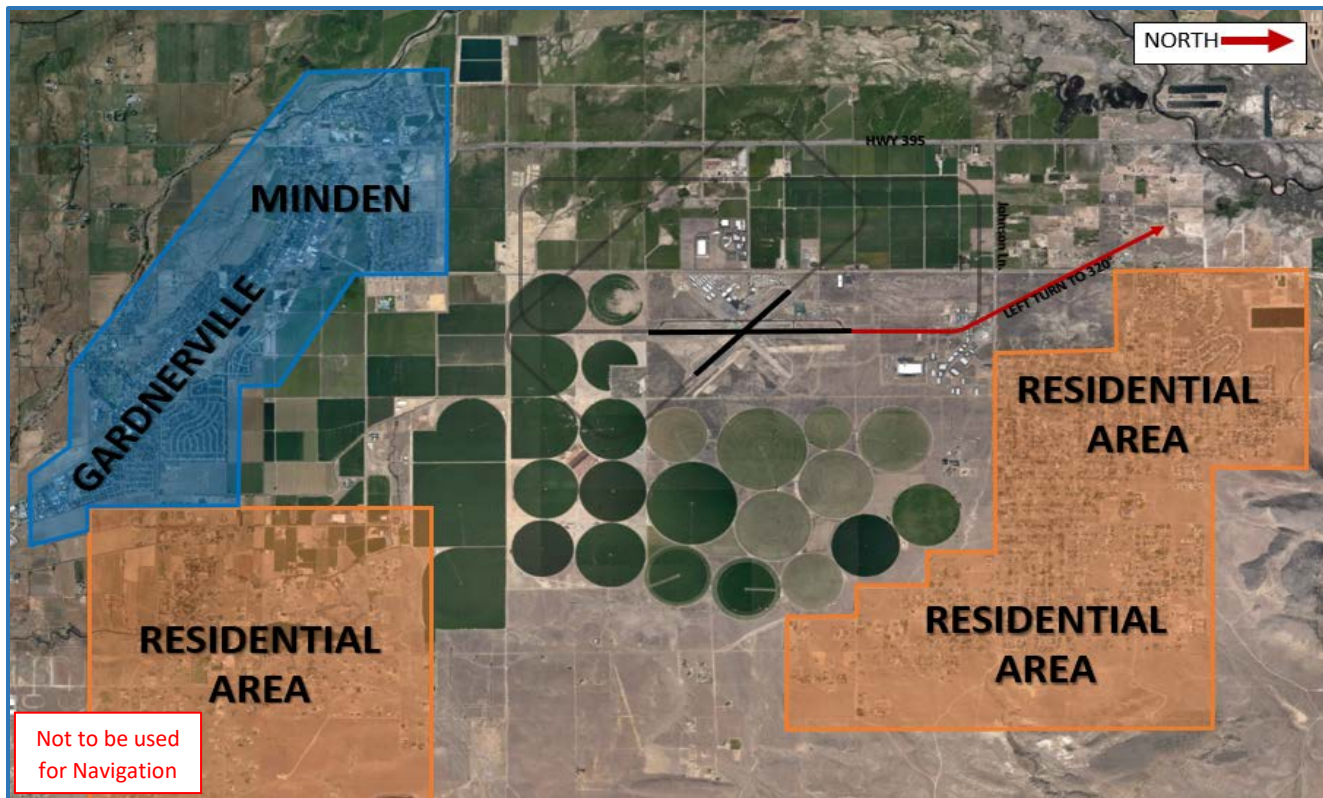 NORTH
HWY 395
MINDEN
Johnson Ln.
LEFT TURN TO 320°
GARDNERVILLE
RESIDENTIAL
AREA
RESIDENTIAL
AREA
RESIDENTIAL
AREA
Not to be used
for Navigation